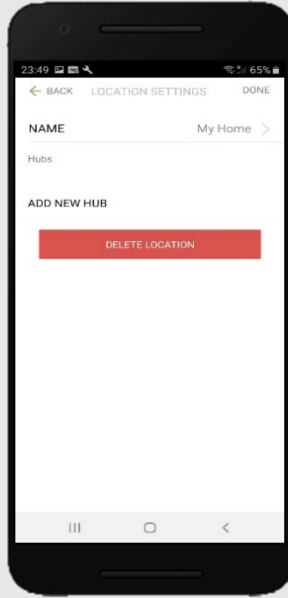 23:49 65%
← BACK LOCATION SETTINGS DONE
NAME My Home >
Hubs
ADD NEW HUB
DELETE LOCATION